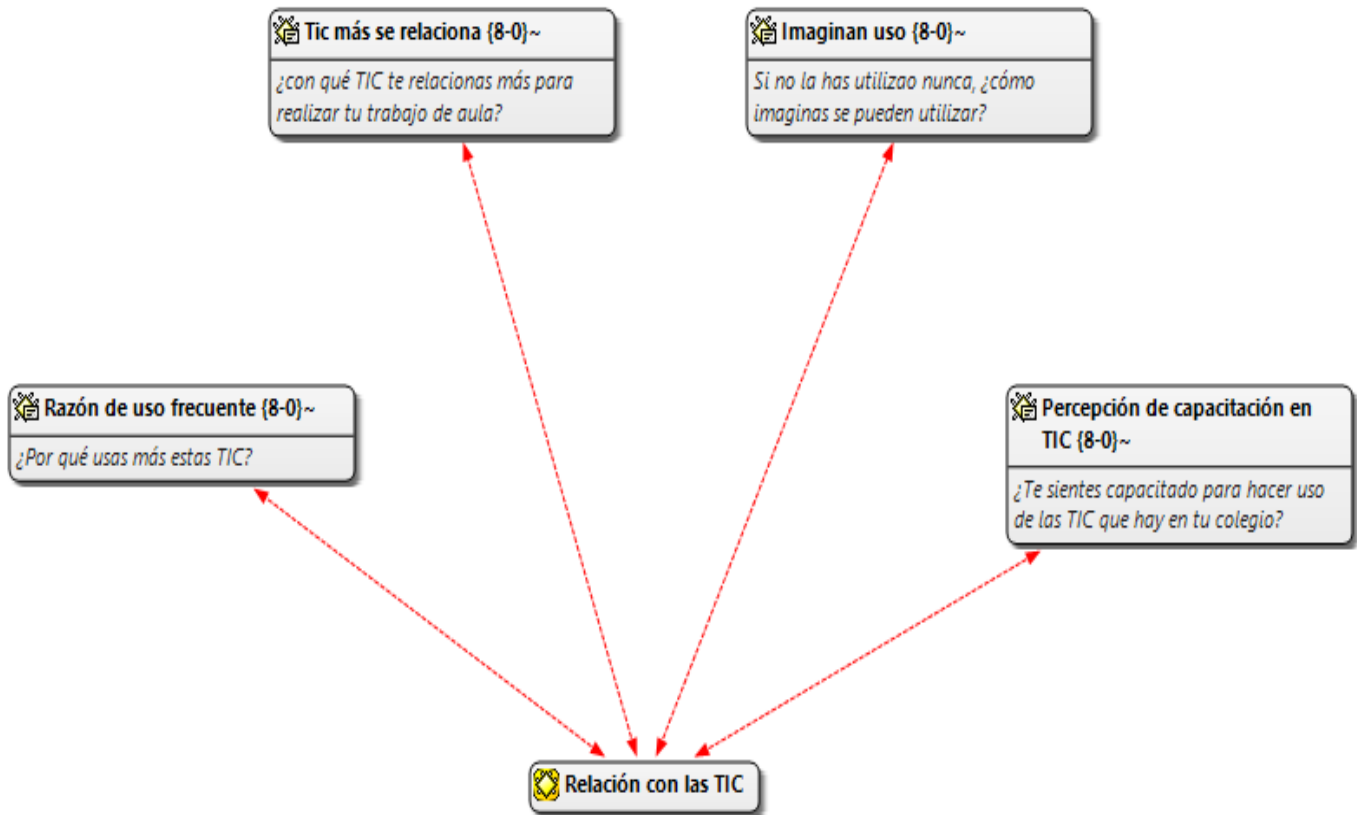 Tic más se relaciona {8-0}~
¿con qué TIC te relacionas más para
realizar tu trabajo de aula?
Imaginan uso {8-0}~
Si no la has utilizao nunca, ¿cómo
imaginas se pueden utilizar?
Razón de uso frecuente {8-0}~
¿Por qué usas más estas TIC?
Percepción de capacitación en
TIC {8-0}~
¿Te sientes capacitado para hacer uso
de las TIC que hay en tu colegio?
Relación con las TIC